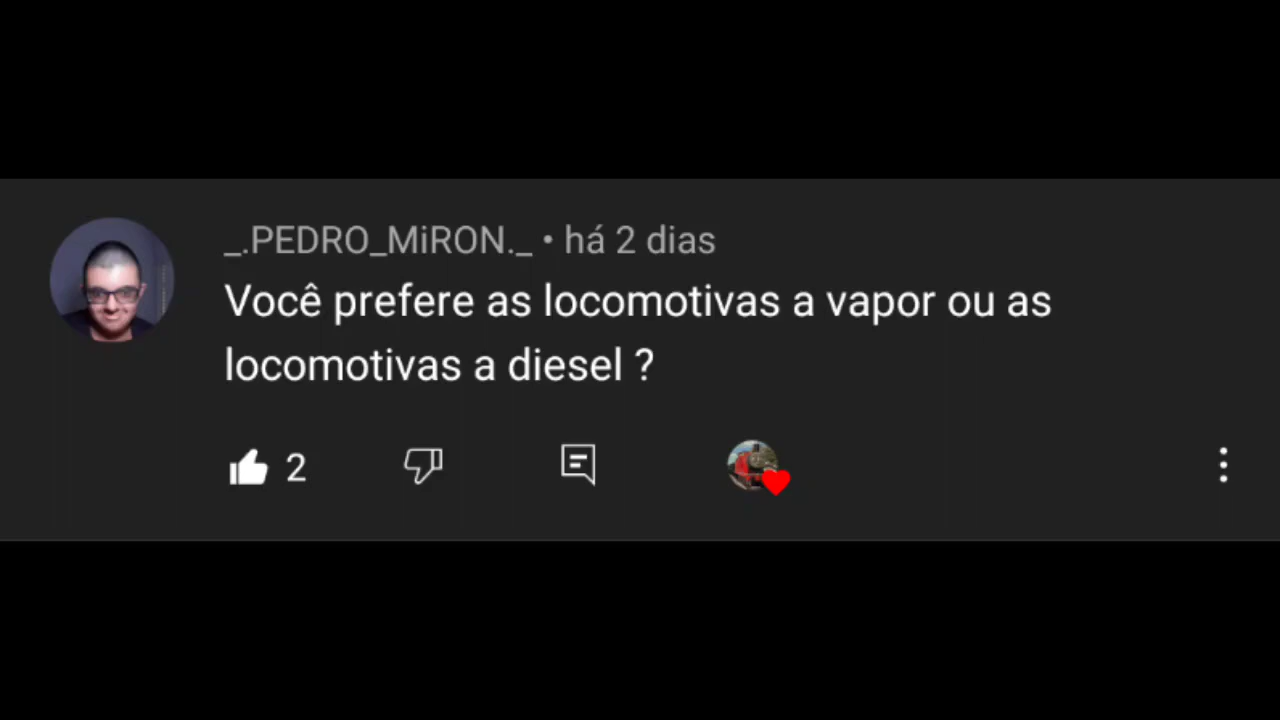 _.PEDRO_MiRON._ • há 2 dias
Você prefere as locomotivas a vapor ou as
locomotivas a diesel ?
2